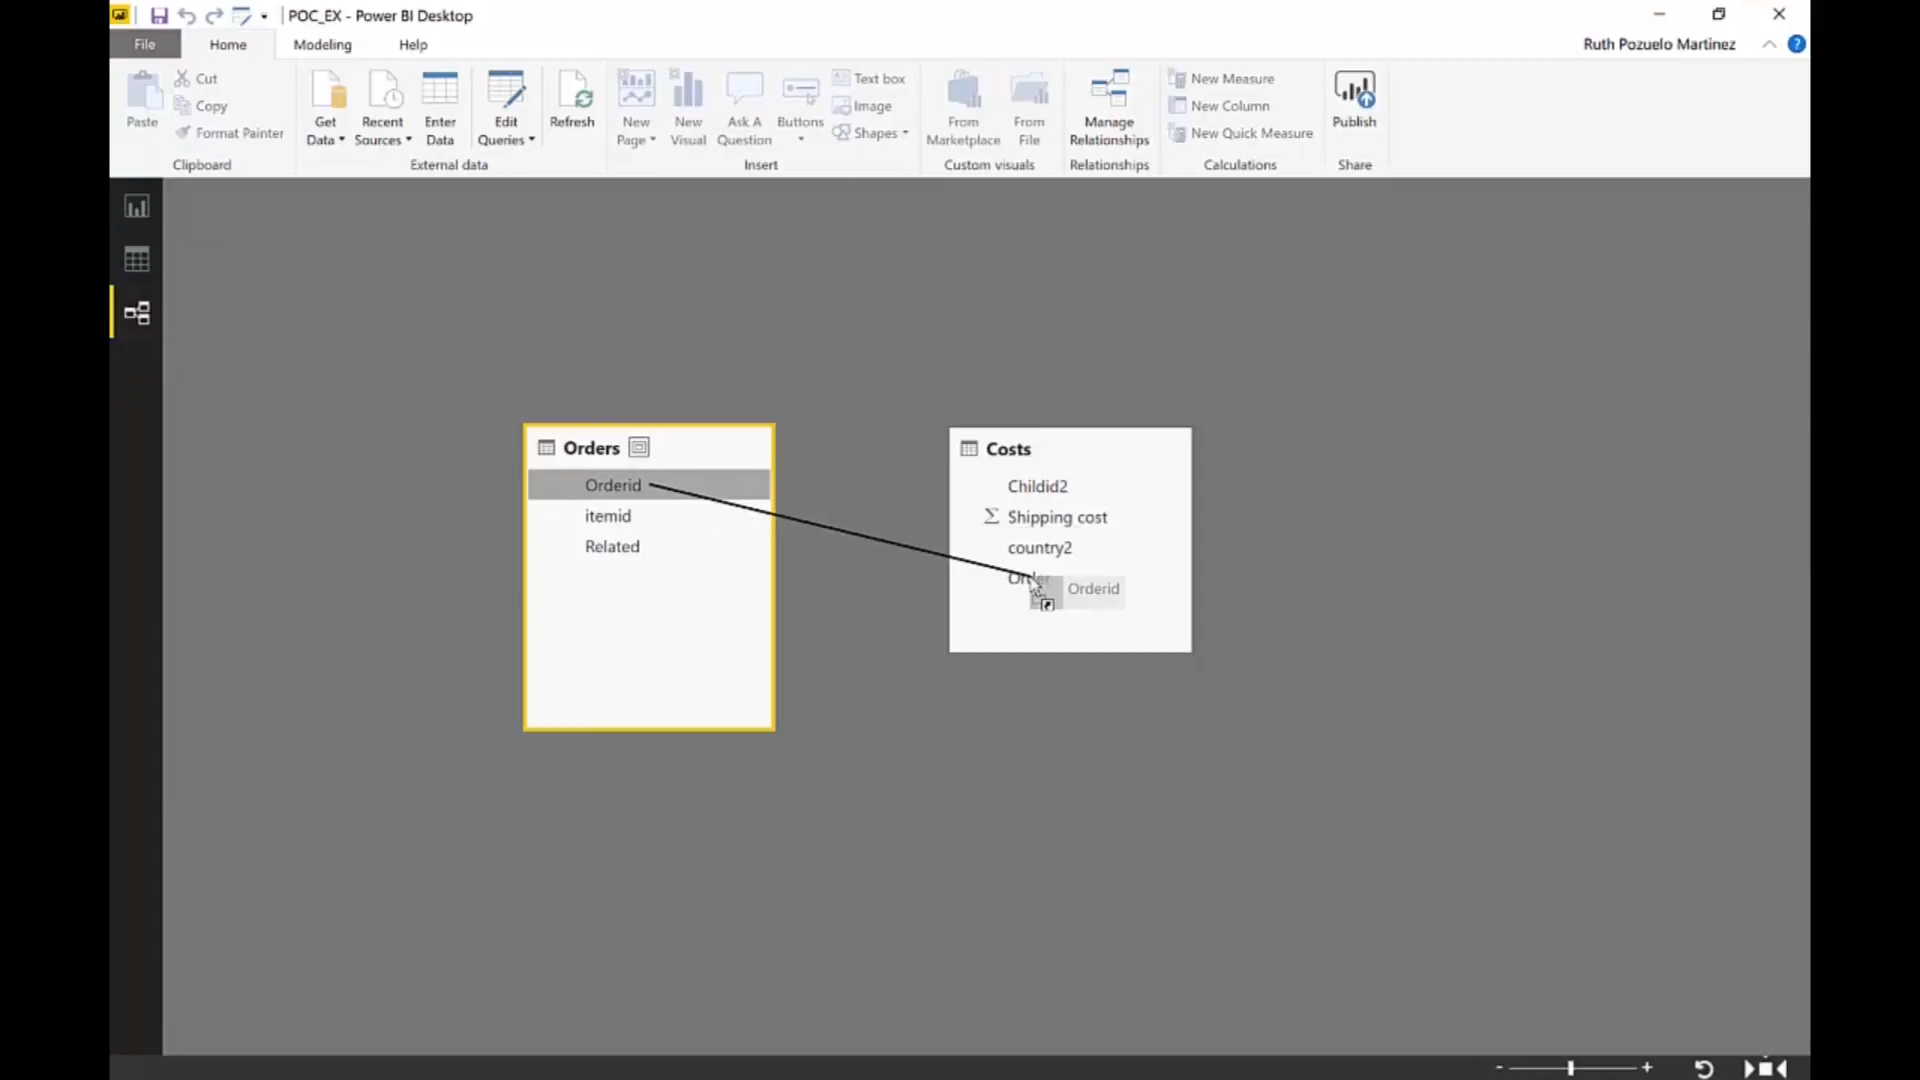 POC_EX - Power BI Desktop
File Home Modeling Help Ruth Pozuelo Martinez ?
Paste
Cut
Copy
Format Painter
Clipboard
Get Data
Recent Sources
Enter Data
Edit Queries
Refresh
External data
New Page
New Visual
Ask A Question
Buttons
Text box
Image
Shapes
Insert
From Marketplace
From File
Custom visuals
Manage Relationships
Relationships
New Measure
New Column
New Quick Measure
Calculations
Publish
Share
Orders
Orderid
itemid
Related
Costs
Childid2
Σ Shipping cost
country2
Order
Orderid
- +